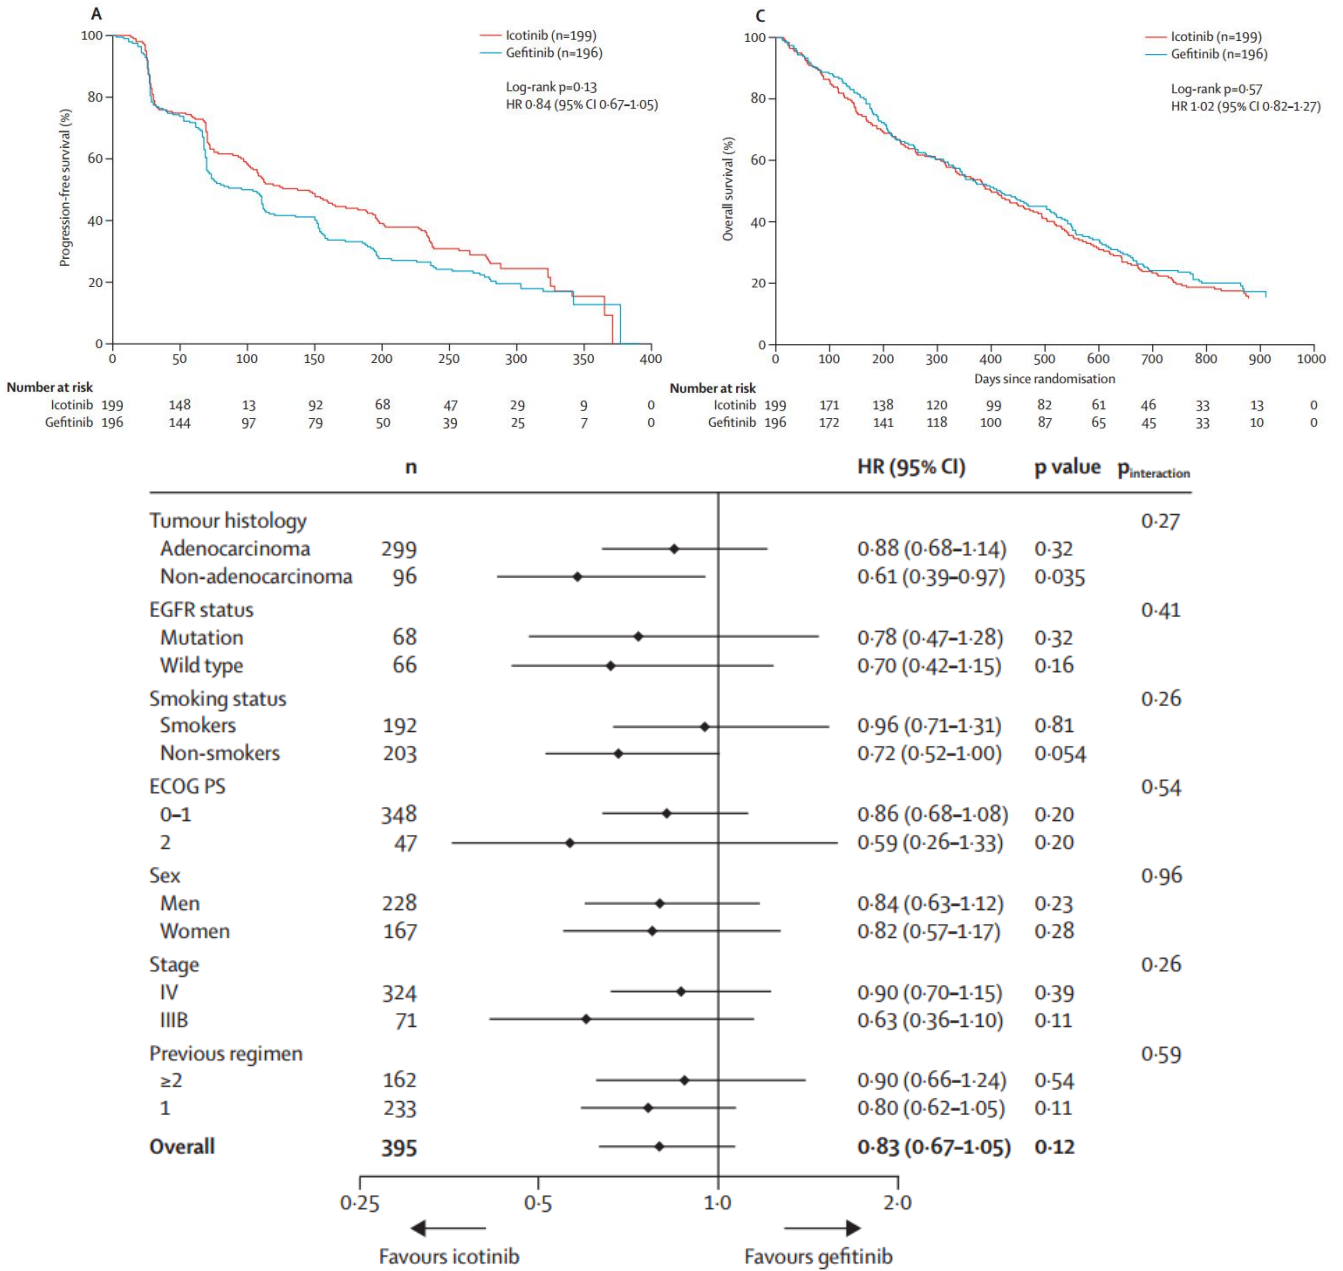 A
100
80
60
40
20
0
Progression-free survival (%)
Icotinib (n=199)
Gefitinib (n=196)
Log-rank p=0·13
HR 0·84 (95% CI 0·67–1·05)
0 50 100 150 200 250 300 350 400
Number at risk
Icotinib 199 148 13 92 68 47 29 9 0
Gefitinib 196 144 97 79 50 39 25 7 0
C
100
80
60
40
20
0
Overall survival (%)
Icotinib (n=199)
Gefitinib (n=196)
Log-rank p=0·57
HR 1·02 (95% CI 0·82–1·27)
0 100 200 300 400 500 600 700 800 900 1000
Days since randomisation
Number at risk
Icotinib 199 171 138 120 99 82 61 46 33 13 0
Gefitinib 196 172 141 118 100 87 65 45 33 10 0
n HR (95% CI) p value pinteraction
Tumour histology 0·27
Adenocarcinoma 299 0·88 (0·68–1·14) 0·32
Non-adenocarcinoma 96 0·61 (0·39–0·97) 0·035
EGFR status 0·41
Mutation 68 0·78 (0·47–1·28) 0·32
Wild type 66 0·70 (0·42–1·15) 0·16
Smoking status 0·26
Smokers 192 0·96 (0·71–1·31) 0·81
Non-smokers 203 0·72 (0·52–1·00) 0·054
ECOG PS 0·54
0–1 348 0·86 (0·68–1·08) 0·20
2 47 0·59 (0·26–1·33) 0·20
Sex 0·96
Men 228 0·84 (0·63–1·12) 0·23
Women 167 0·82 (0·57–1·17) 0·28
Stage 0·26
IV 324 0·90 (0·70–1·15) 0·39
IIIB 71 0·63 (0·36–1·10) 0·11
Previous regimen 0·59
≥2 162 0·90 (0·66–1·24) 0·54
1 233 0·80 (0·62–1·05) 0·11
Overall 395 0·83 (0·67–1·05) 0·12
0·25 0·5 1·0 2·0
Favours icotinib Favours gefitinib